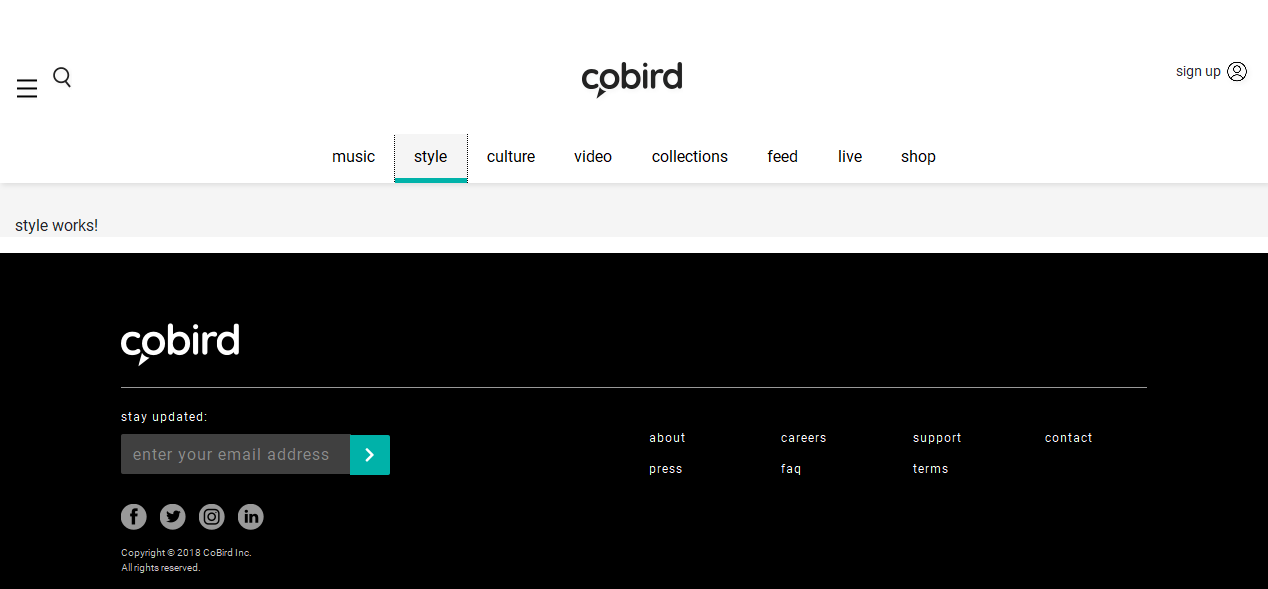 cobird
sign up
music style culture video collections feed live shop
style works!
cobird
stay updated:
enter your email address
about careers support contact
press faq terms
Copyright © 2018 CoBird Inc.
All rights reserved.